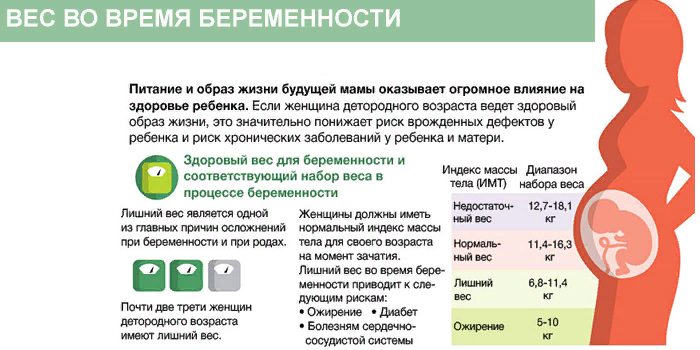 ВЕС ВО ВРЕМЯ БЕРЕМЕННОСТИ
Питание и образ жизни будущей мамы оказывает огромное влияние на
здоровье ребенка. Если женщина детородного возраста ведет здоровый
образ жизни, это значительно понижает риск врожденных дефектов у
ребенка и риск хронических заболеваний у ребенка и матери.
Здоровый вес для беременности и
соответствующий набор веса в
процессе беременности
Лишний вес является одной
из главных причин осложнений
при беременности и при родах.
Почти две трети женщин
детородного возраста
имеют лишний вес.
Женщины должны иметь
нормальный индекс массы
тела для своего возраста
на момент зачатия.
Лишний вес во время бере-
менности приводит к сле-
дующим рискам:
• Ожирение • Диабет
• Болезням сердечно-
сосудистой системы
Индекс массы Диапазон
тела (ИМТ) набора веса
Недостаточ- 12,7-18,1
ный вес кг
Нормаль- 11,4-16,3
ный вес кг
Лишний 6,8-11,4
вес кг
Ожирение 5-10
кг